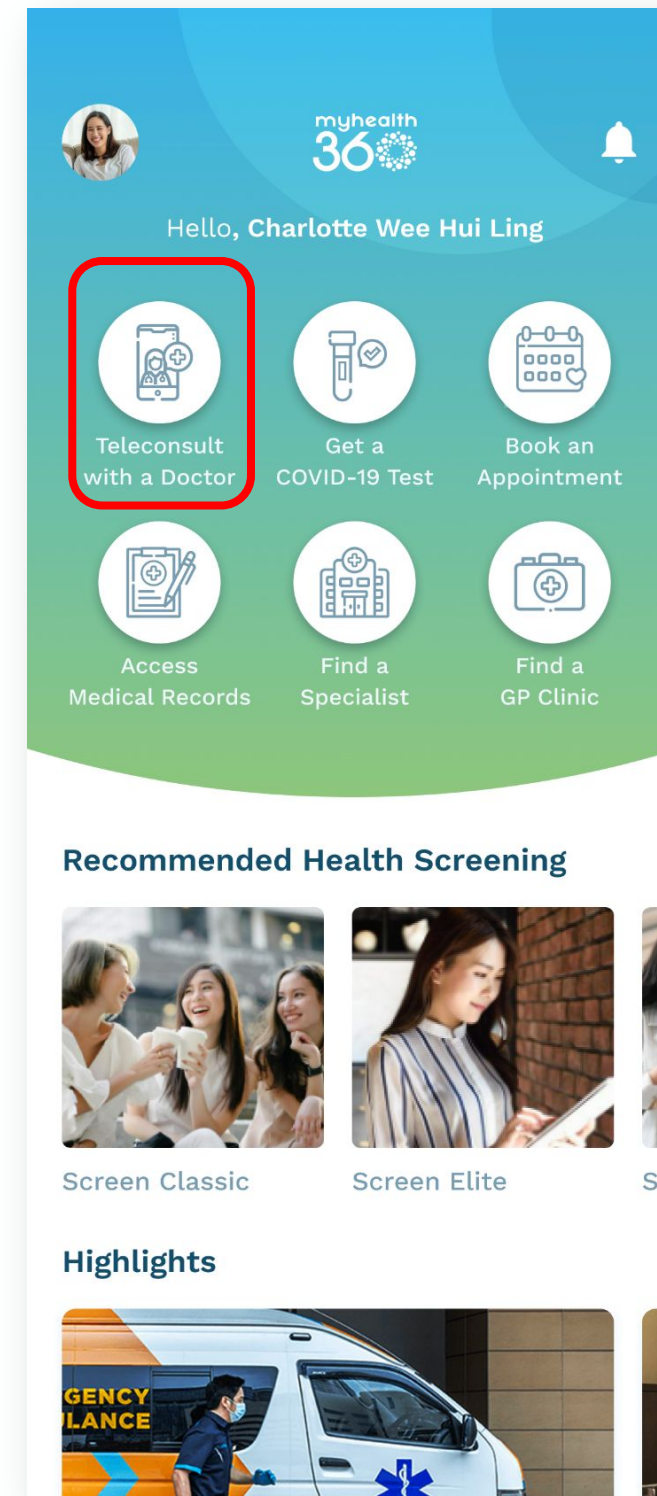 myhealth
360
Hello, Charlotte Wee Hui Ling
Teleconsult
with a Doctor
Get a
COVID-19 Test
Book an
Appointment
Access
Medical Records
Find a
Specialist
Find a
GP Clinic
Recommended Health Screening
Screen Classic
Screen Elite
S
Highlights
GENCY
LANCE